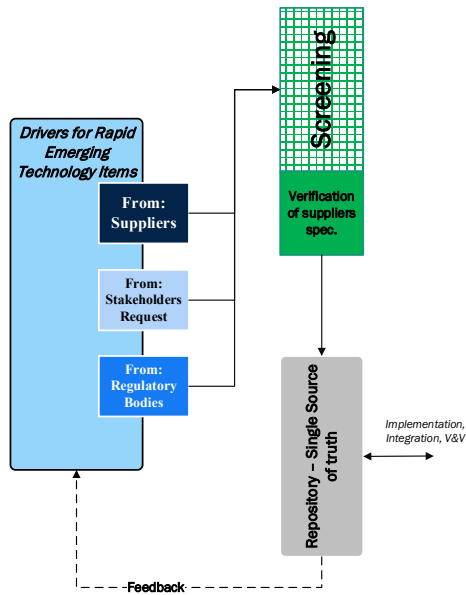 Drivers for Rapid
Emerging
Technology Items
From:
Suppliers
From:
Stakeholders
Request
From:
Regulatory
Bodies
Screening
Verification
of suppliers
spec.
Repository – Single Source
of truth
Implementation,
Integration, V&V
Feedback